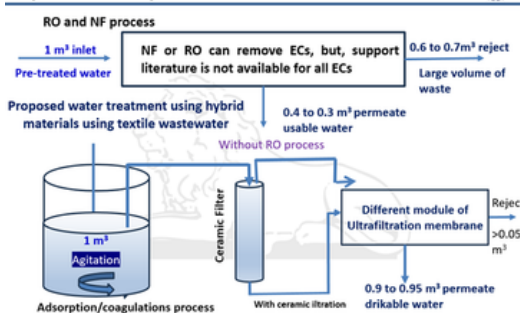 RO and NF process
1 m³ inlet
Pre-treated water
NF or RO can remove ECs, but, support
literature is not available for all ECs
0.6 to 0.7m³ reject
Large volume of
waste
0.4 to 0.3 m³ permeate
usable water
Proposed water treatment using hybrid
materials using textile wastewater
Without RO process
1 m³
Agitation
Adsorption/coagulations process
Ceramic Filter
With ceramic iltration
Different module of
Ultrafiltration membrane
Reject
>0.05
m³
0.9 to 0.95 m³ permeate
drikable water